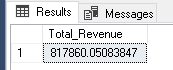 Results Messages
Total_Revenue
1 817860.05083847